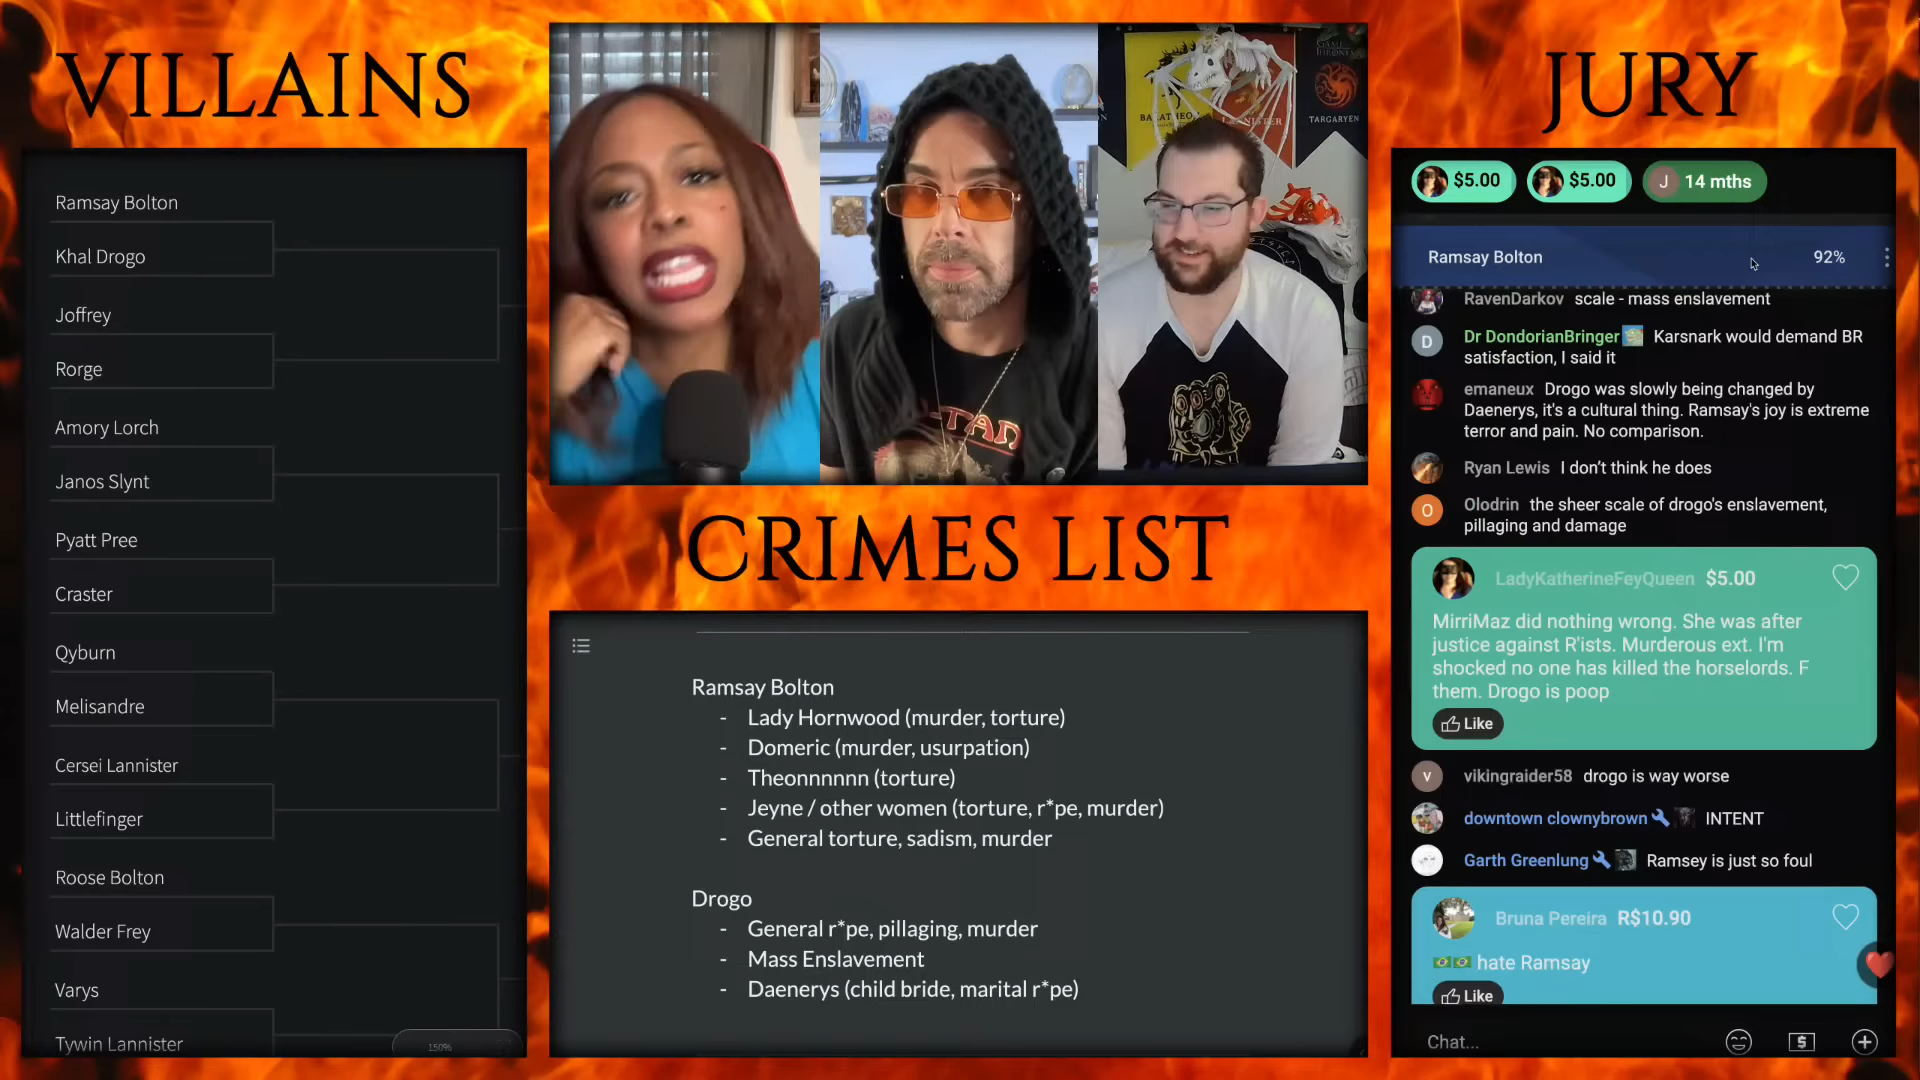 VILLAINS
Ramsay Bolton
Khal Drogo
Joffrey
Rorge
Amory Lorch
Janos Slynt
Pyatt Pree
Craster
Qyburn
Melisandre
Cersei Lannister
Littlefinger
Roose Bolton
Walder Frey
Varys
Tywin Lannister
150%
GAME
THRONES
LANNISTER
TARGARYEN
CRIMES LIST
Ramsay Bolton
- Lady Hornwood (murder, torture)
- Domeric (murder, usurpation)
- Theonnnnnn (torture)
- Jeyne / other women (torture, r*pe, murder)
- General torture, sadism, murder
Drogo
- General r*pe, pillaging, murder
- Mass Enslavement
- Daenerys (child bride, marital r*pe)
JURY
$5.00
$5.00
J 14 mths
Ramsay Bolton 92%
RavenDarkov scale - mass enslavement
D Dr DondorianBringer Karsnark would demand BR
satisfaction, I said it
emaneux Drogo was slowly being changed by
Daenerys, it's a cultural thing. Ramsay's joy is extreme
terror and pain. No comparison.
Ryan Lewis I don't think he does
O Olodrin the sheer scale of drogo's enslavement,
pillaging and damage
LadyKatherineFeyQueen $5.00
MirriMaz did nothing wrong. She was after
justice against R'ists. Murderous ext. I'm
shocked no one has killed the horselords. F
them. Drogo is poop
Like
V vikingraider58 drogo is way worse
downtown clownybrown INTENT
Garth Greenlung Ramsey is just so foul
Bruna Pereira R$10.90
hate Ramsay
Like
Chat...